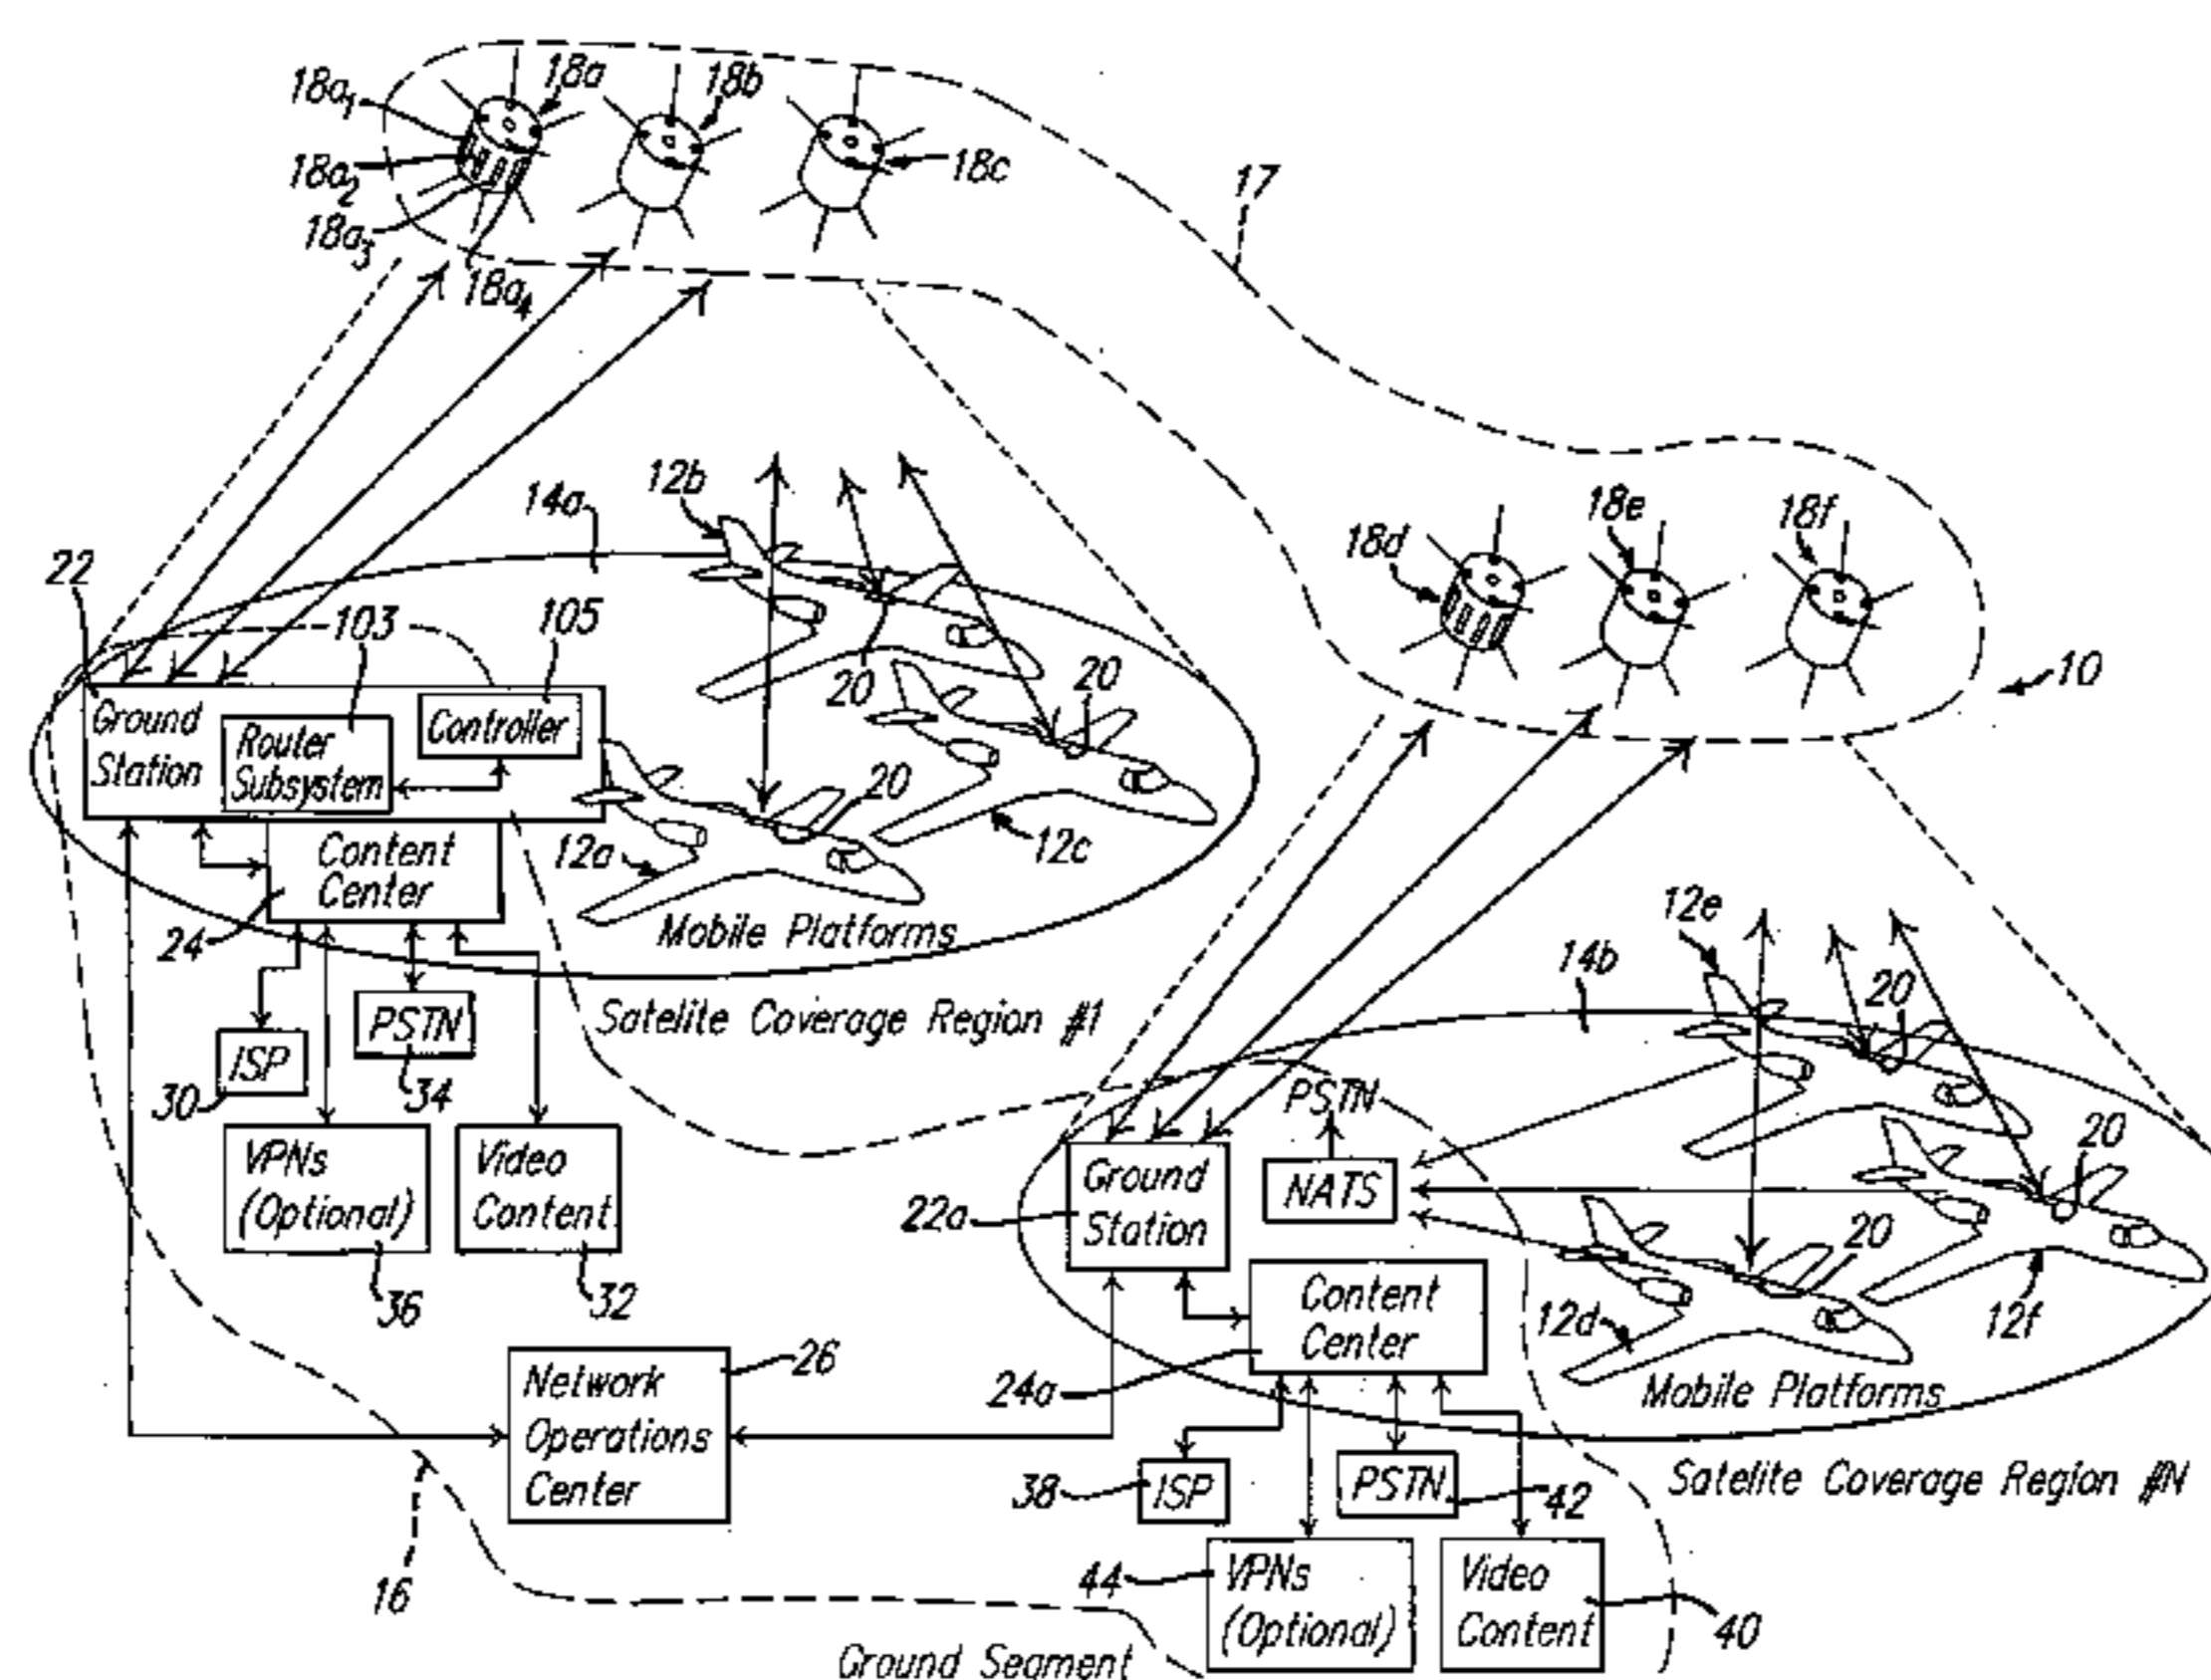 18a1
18a
18b
18a2
18c
18a3
18a4
17
14a
12b
18d
18e
18f
22
103
105
10
Ground
Station
Router
Subsystem
Controller
20
20
20
Content
Center
12a
12c
24
Mobile Platforms
12e
14b
Satelite Coverage Region #1
ISP
PSTN
30
34
VPNs
(Optional)
Video
Content
36
32
PSTN
20
Ground
Station
NATS
22a
20
20
Content
Center
12d
12f
24a
Mobile Platforms
Network
Operations
Center
26
38
ISP
PSTN
42
Satelite Coverage Region #N
16
44
VPNs
(Optional)
Video
Content
40
Ground Segment